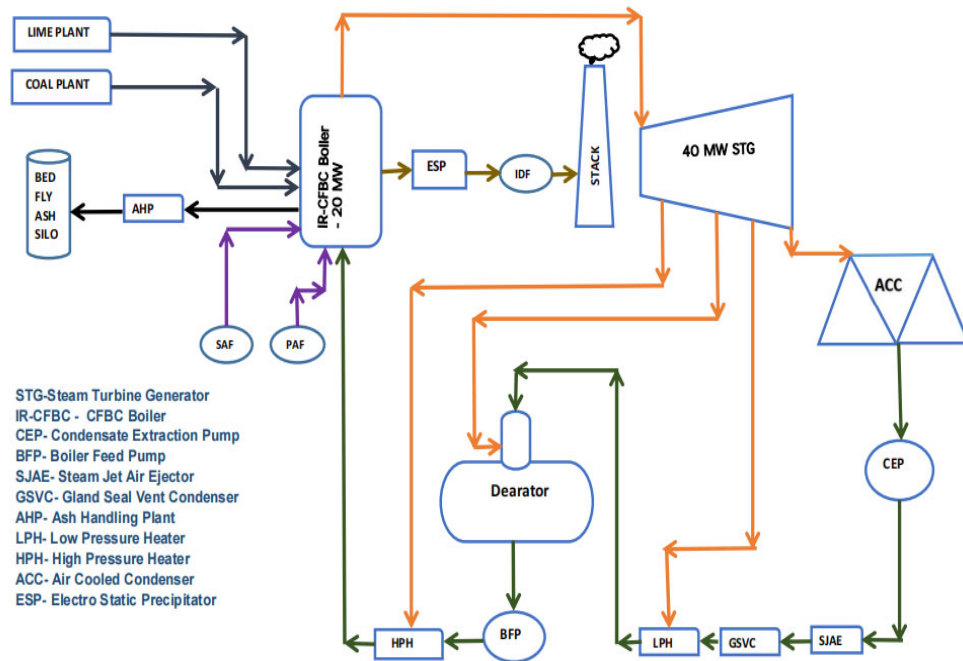 LIME PLANT
COAL PLANT
BED
FLY
ASH
SILO
AHP
IR-CFBC Boiler
- 20 MW
ESP
IDF
STACK
40 MW STG
ACC
SAF
PAF
STG-Steam Turbine Generator
IR-CFBC - CFBC Boiler
CEP- Condensate Extraction Pump
BFP- Boiler Feed Pump
SJAE- Steam Jet Air Ejector
GSVC- Gland Seal Vent Condenser
AHP- Ash Handling Plant
LPH- Low Pressure Heater
HPH- High Pressure Heater
ACC- Air Cooled Condenser
ESP- Electro Static Precipitator
Dearator
CEP
HPH
BFP
LPH
GSVC
SJAE